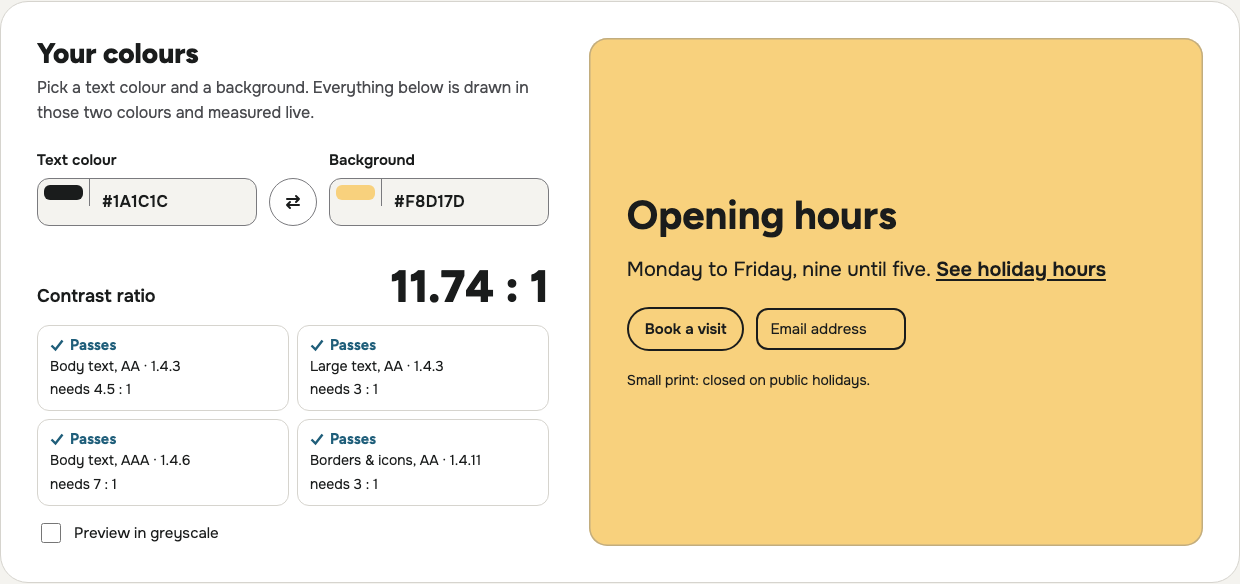 Your colours
Pick a text colour and a background. Everything below is drawn in
those two colours and measured live.
Text colour
#1A1C1C
Background
#F8D17D
Contrast ratio
11.74 : 1
Passes
Body text, AA · 1.4.3
needs 4.5 : 1
Passes
Large text, AA · 1.4.3
needs 3 : 1
Passes
Body text, AAA · 1.4.6
needs 7 : 1
Passes
Borders & icons, AA · 1.4.11
needs 3 : 1
Preview in greyscale
Opening hours
Monday to Friday, nine until five. See holiday hours
Book a visit
Email address
Small print: closed on public holidays.